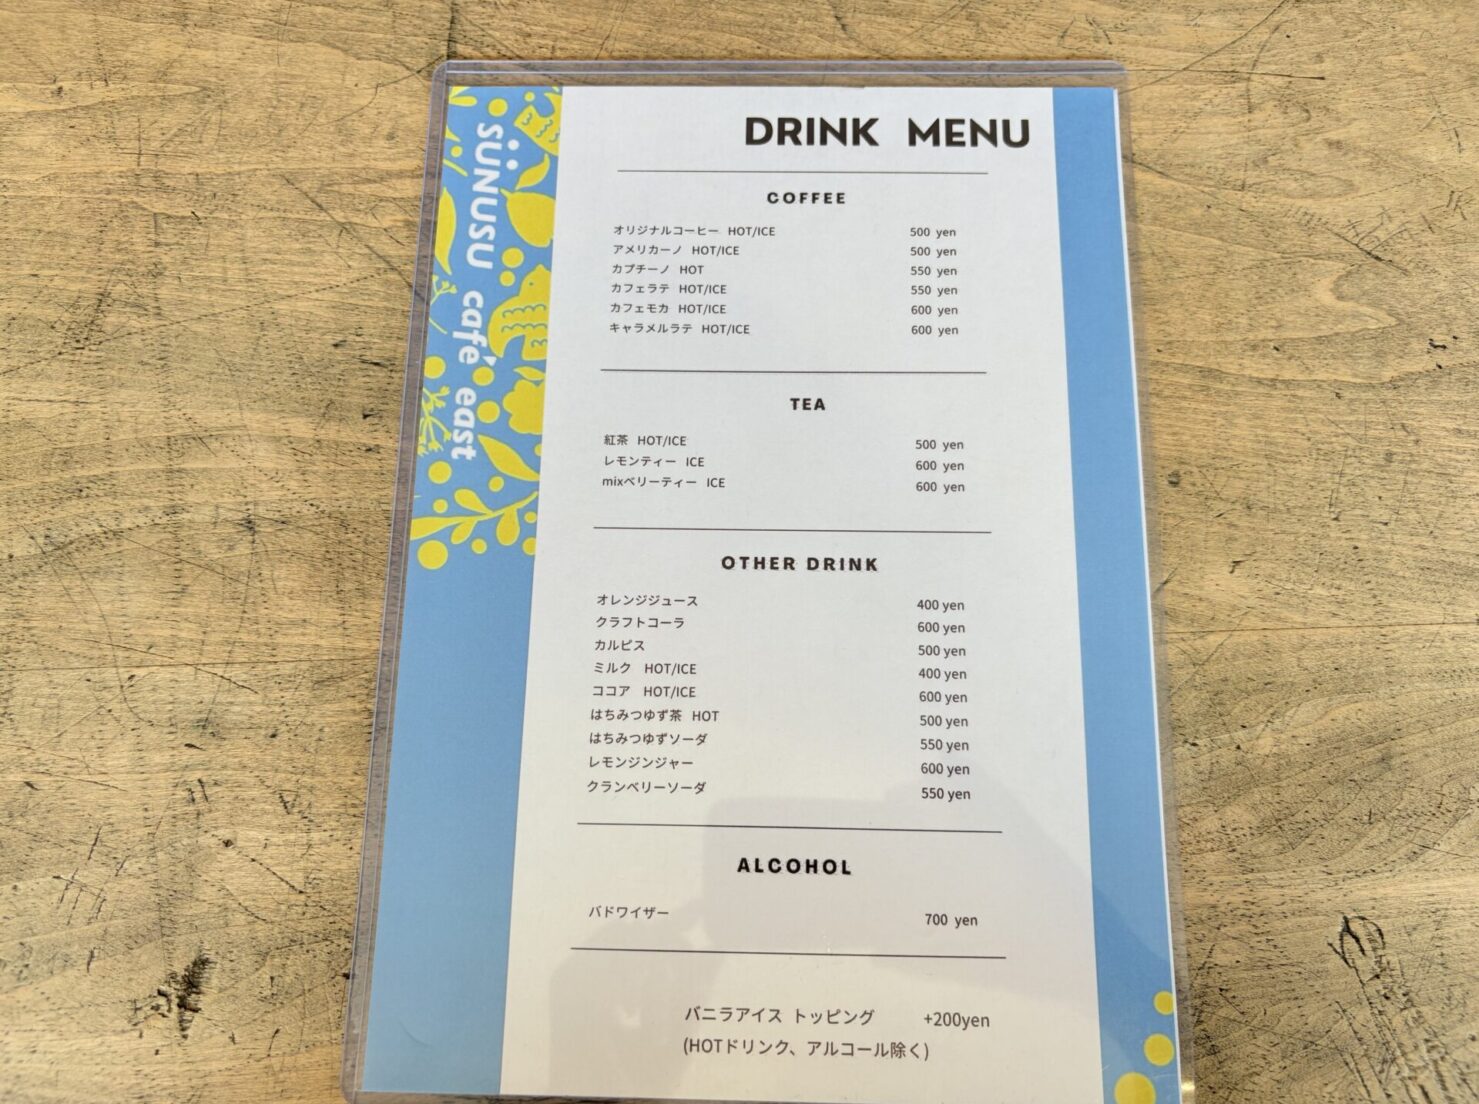 SÜNUSU café east
DRINK MENU
COFFEE
オリジナルコーヒー HOT/ICE 500 yen
アメリカーノ HOT/ICE 500 yen
カプチーノ HOT 550 yen
カフェラテ HOT/ICE 550 yen
カフェモカ HOT/ICE 600 yen
キャラメルラテ HOT/ICE 600 yen
TEA
紅茶 HOT/ICE 500 yen
レモンティー ICE 600 yen
mixベリーティー ICE 600 yen
OTHER DRINK
オレンジジュース 400 yen
クラフトコーラ 600 yen
カルピス 500 yen
ミルク HOT/ICE 400 yen
ココア HOT/ICE 600 yen
はちみつゆず茶 HOT 500 yen
はちみつゆずソーダ 550 yen
レモンジンジャー 600 yen
クランベリーソーダ 550 yen
ALCOHOL
バドワイザー 700 yen
バニラアイス トッピング +200yen
(HOTドリンク、アルコール除く)